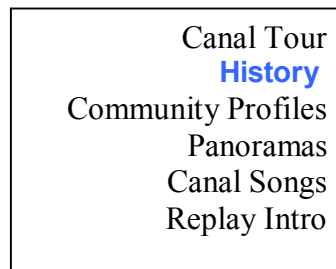 Canal Tour
History
Community Profiles
Panoramas
Canal Songs
Replay Intro